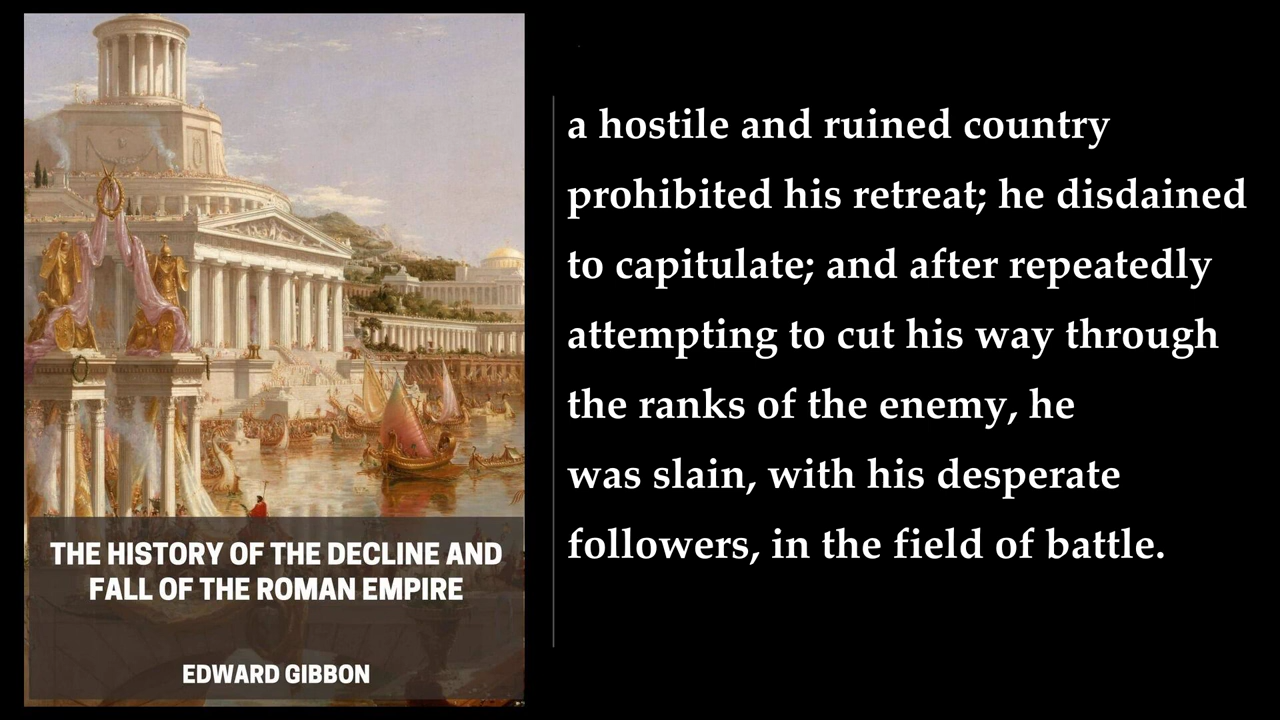 THE HISTORY OF THE DECLINE AND
FALL OF THE ROMAN EMPIRE
EDWARD GIBBON
a hostile and ruined country
prohibited his retreat; he disdained
to capitulate; and after repeatedly
attempting to cut his way through
the ranks of the enemy, he
was slain, with his desperate
followers, in the field of battle.